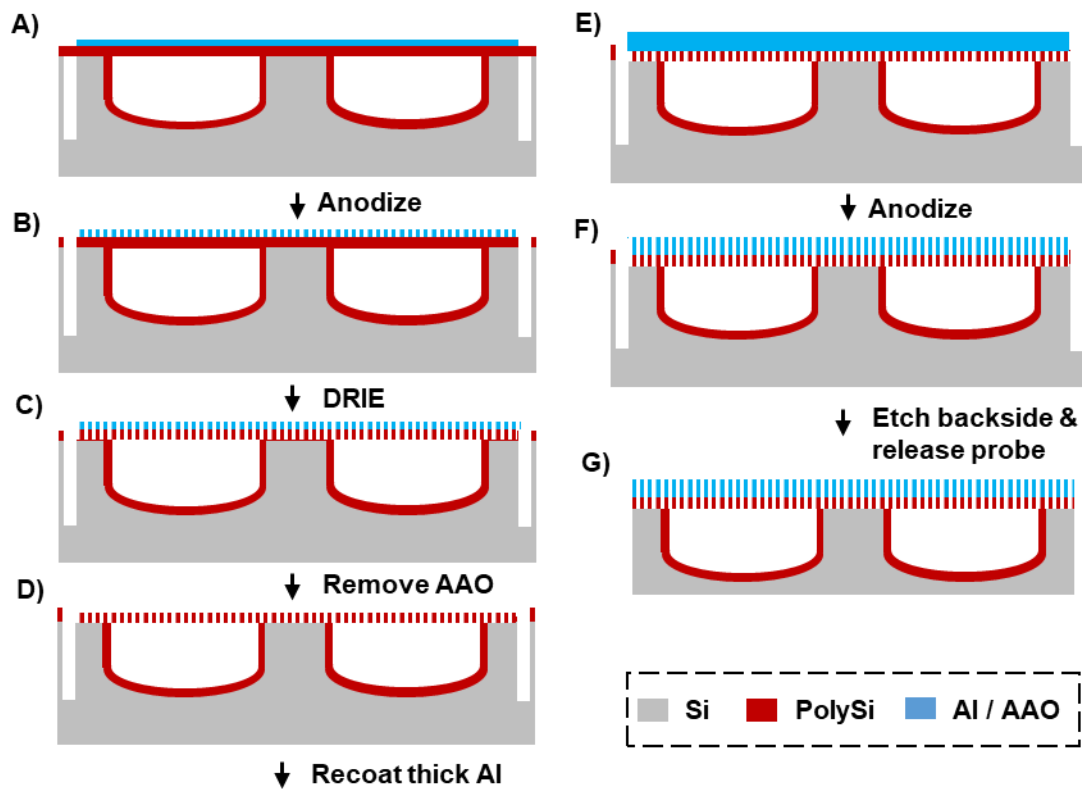 A)
Anodize
B)
DRIE
C)
Remove AAO
D)
Recoat thick Al
E)
Anodize
F)
Etch backside &
release probe
G)
Si PolySi Al / AAO